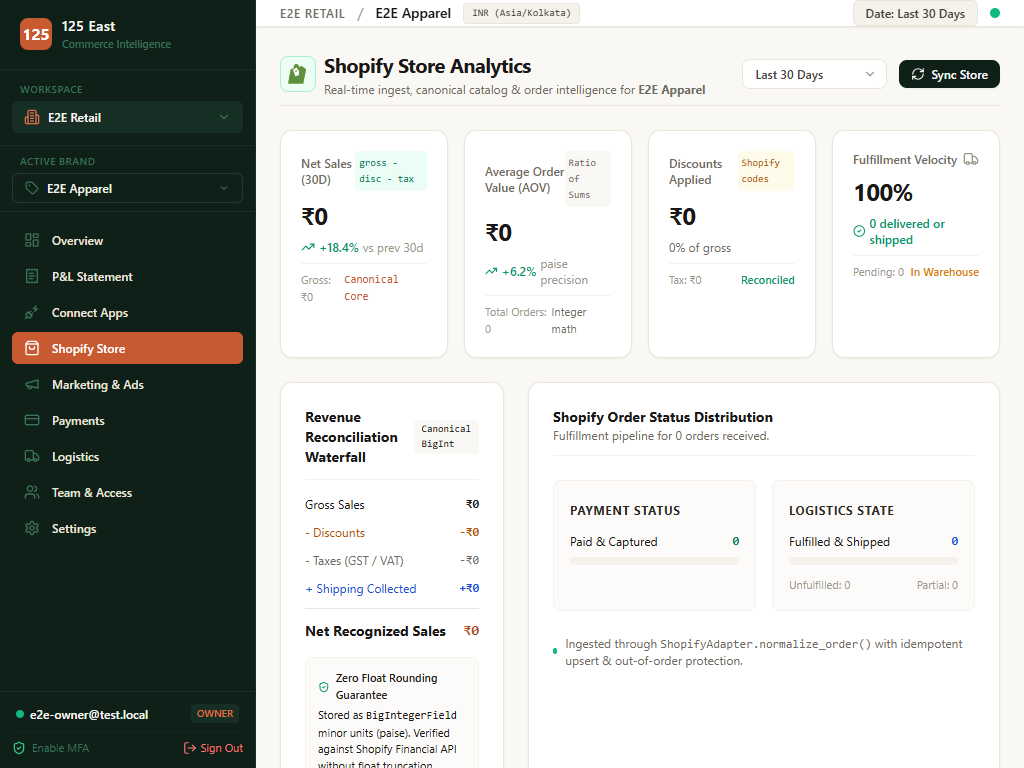 125
125 East
Commerce Intelligence
WORKSPACE
E2E Retail
ACTIVE BRAND
E2E Apparel
Overview
P&L Statement
Connect Apps
Shopify Store
Marketing & Ads
Payments
Logistics
Team & Access
Settings
e2e-owner@test.local OWNER
Enable MFA Sign Out
E2E RETAIL / E2E Apparel INR (Asia/Kolkata) Date: Last 30 Days
Shopify Store Analytics
Real-time ingest, canonical catalog & order intelligence for E2E Apparel
Last 30 Days
Sync Store
Net Sales
(30D)
gross -
disc - tax
₹0
+18.4% vs prev 30d
Gross:
₹0
Canonical
Core
Average Order
Value (AOV)
Ratio
of
Sums
₹0
+6.2%
paise
precision
Total Orders:
0
Integer
math
Discounts
Applied
Shopify
codes
₹0
0% of gross
Tax: ₹0 Reconciled
Fulfillment Velocity
100%
0 delivered or
shipped
Pending: 0 In Warehouse
Revenue
Reconciliation
Waterfall
Canonical
BigInt
Gross Sales ₹0
- Discounts -₹0
- Taxes (GST / VAT) -₹0
+ Shipping Collected +₹0
Net Recognized Sales ₹0
Zero Float Rounding
Guarantee
Stored as BigIntegerField
minor units (paise). Verified
against Shopify Financial API
without float truncation
Shopify Order Status Distribution
Fulfillment pipeline for 0 orders received.
PAYMENT STATUS
Paid & Captured 0
LOGISTICS STATE
Fulfilled & Shipped 0
Unfulfilled: 0 Partial: 0
Ingested through ShopifyAdapter.normalize_order() with idempotent
upsert & out-of-order protection.